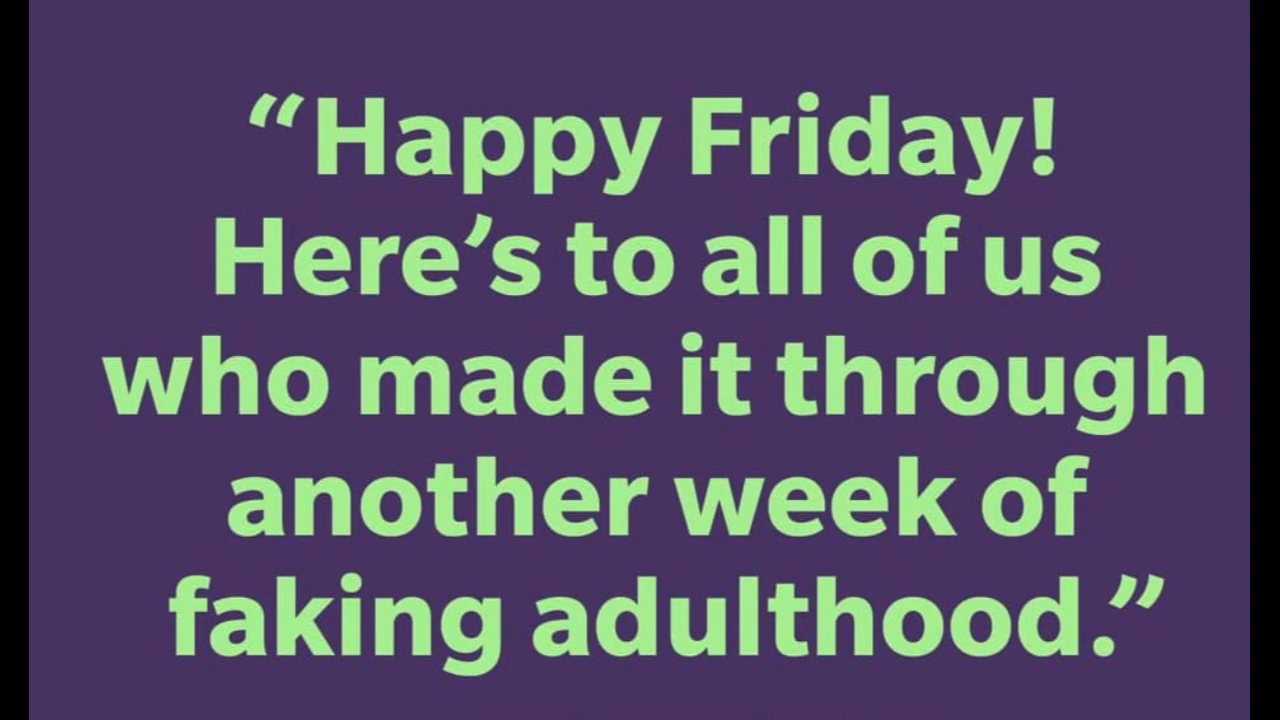 “Happy Friday!
Here’s to all of us
who made it through
another week of
faking adulthood.”